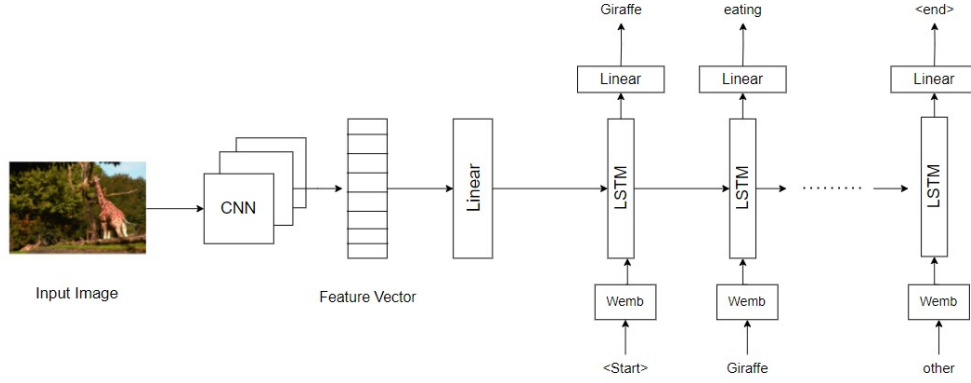 Giraffe
eating
<end>
Linear
Linear
Linear
CNN
Linear
LSTM
LSTM
LSTM
Input Image
Feature Vector
Wemb
Wemb
Wemb
<Start>
Giraffe
other